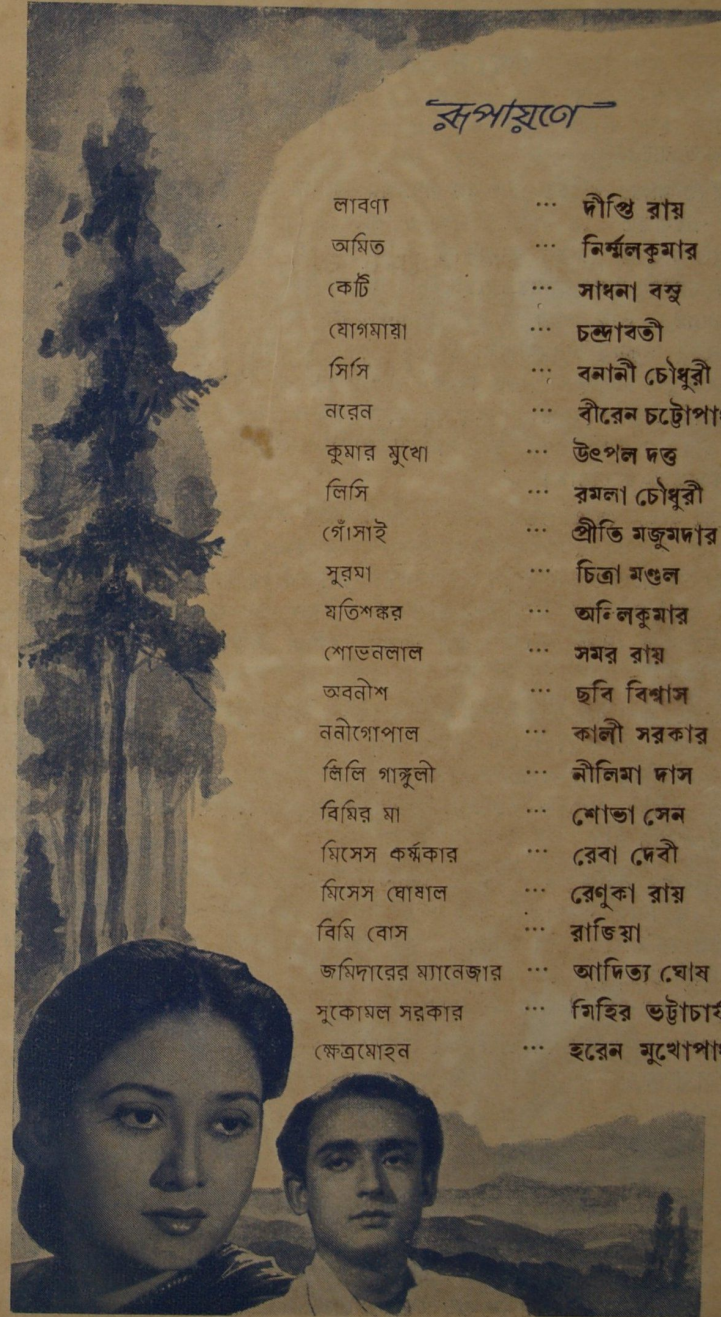 রূপায়ণে
লাবণ্য ... দীপ্তি রায়
অমিত ... নির্ম্মলকুমার
কেটি ... সাধনা বসু
যোগমায়া ... চন্দ্রাবতী
সিসি ... বনানী চৌধুরী
নরেন ... বীরেন
কুমার মুখো ... উৎপল দত্ত
লিসি ... রমলা চৌধুরী
গোঁসাই ... প্রীতি মজুমদার
সুরমা ... চিত্রা মণ্ডল
যতিশঙ্কর ... অনিলকুমার
শোভনলাল ... সমর রায়
অবনীশ ... ছবি বিশ্বাস
ননীগোপাল ... কালী সরকার
লিলি গাঙ্গুলী ... নীলিমা দাস
বিমির মা ... শোভা সেন
মিসেস কর্ম্মকার ... রেবা দেবী
মিসেস ঘোষাল ... রেণুকা রায়
বিমি বোস ... রাজিয়া
জমিদারের ম্যানেজার ... আদিত্য ঘোষ
সুকোমল সরকার ... মিহির
ক্ষেত্রমোহন ... হরেন